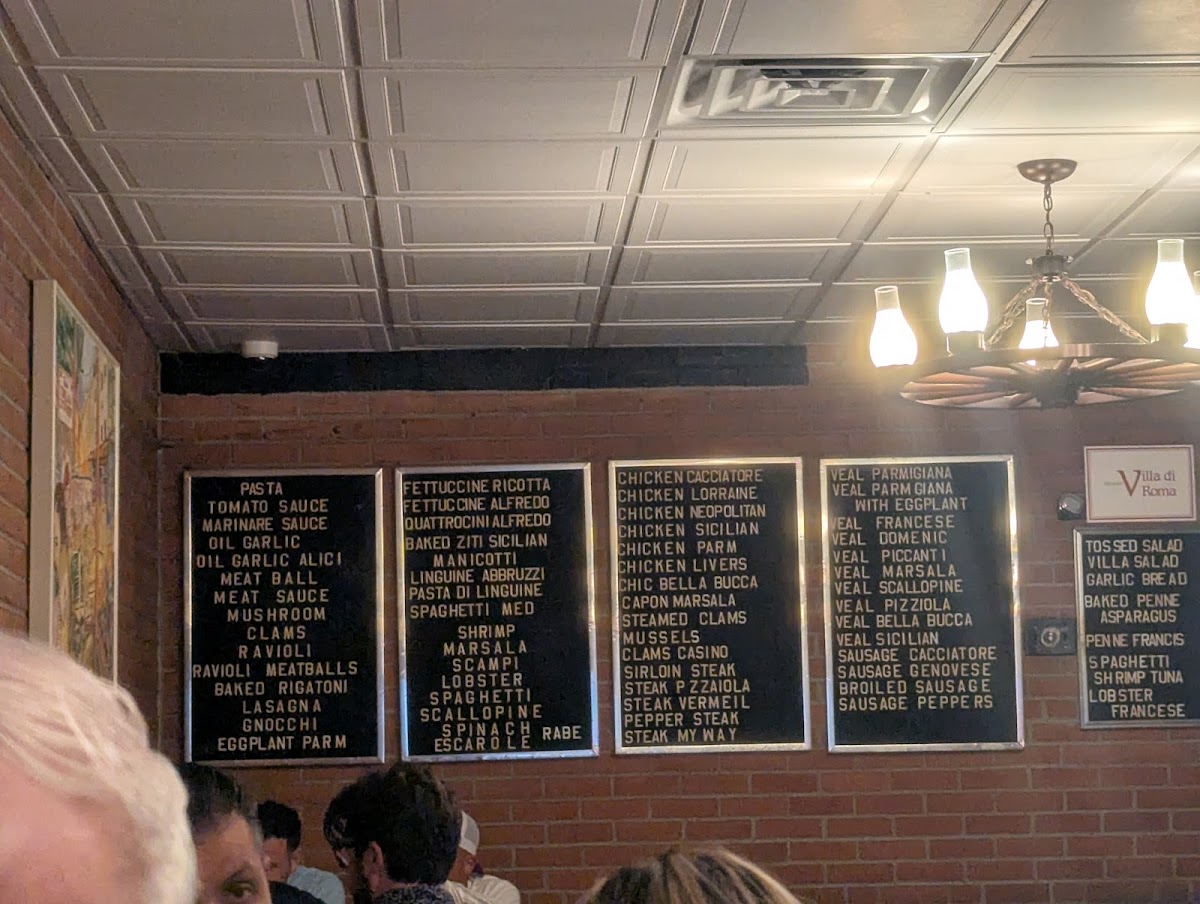 PASTA
TOMATO SAUCE
MARINARE SAUCE
OIL GARLIC
OIL GARLIC ALICI
MEAT BALL
MEAT SAUCE
MUSHROOM
CLAMS
RAVIOLI
RAVIOLI MEATBALLS
BAKED RIGATONI
LASAGNA
GNOCCHI
EGGPLANT PARM
FETTUCCINE RICOTTA
FETTUCCINE ALFREDO
QUATTROCINI ALFREDO
BAKED ZITI SICILIAN
MANICOTTI
LINGUINE ABBRUZZI
PASTA DI LINGUINE
SPAGHETTI MED
SHRIMP
MARSALA
SCAMPI
LOBSTER
SPAGHETTI
SCALLOPINE
SPINACH
ESCAROLE RABE
CHICKEN CACCIATORE
CHICKEN LORRAINE
CHICKEN NEOPOLITAN
CHICKEN SICILIAN
CHICKEN PARM
CHICKEN LIVERS
CHIC BELLA BUCCA
CAPON MARSALA
STEAMED CLAMS
MUSSELS
CLAMS CASINO
SIRLOIN STEAK
STEAK PZZAIOLA
STEAK VERMEIL
PEPPER STEAK
STEAK MY WAY
VEAL PARMIGIANA
VEAL PARM GIANA
WITH EGGPLANT
VEAL FRANCESE
VEAL DOMENIC
VEAL PICCANTI
VEAL MARSALA
VEAL SCALLOPINE
VEAL PIZZIOLA
VEAL BELLA BUCCA
VEAL SICILIAN
SAUSAGE CACCIATORE
SAUSAGE GENOVESE
BROILED SAUSAGE
SAUSAGE PEPPERS
Villa di
Roma
TOSSED SALAD
VILLA SALAD
GARLIC BREAD
BAKED PENNE
ASPARAGUS
PENNE FRANCIS
SPAGHETTI
SHRIMP TUNA
LOBSTER
FRANCESE